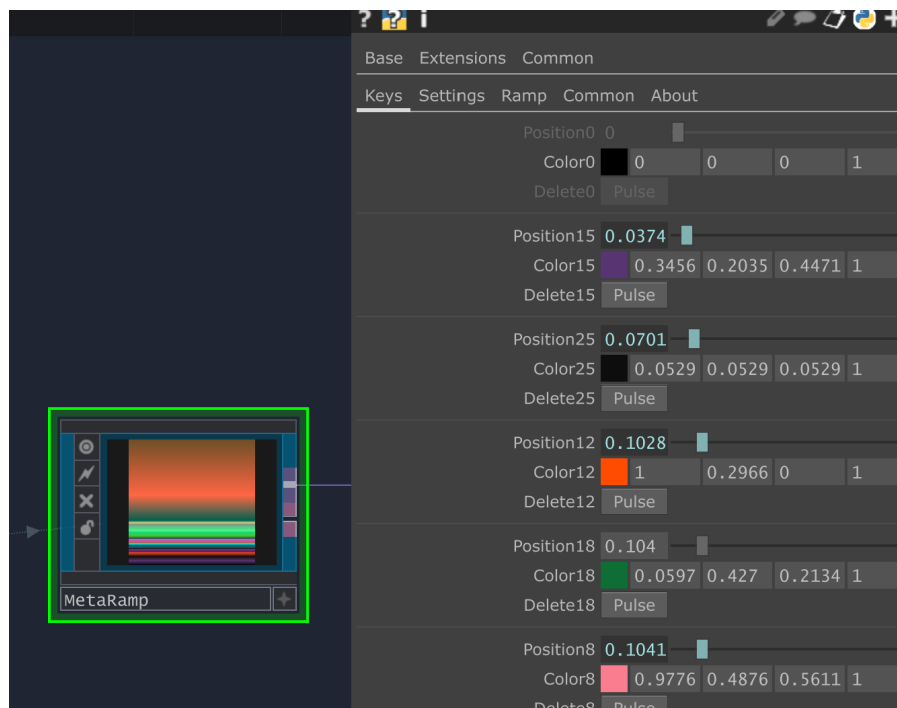 ? ? i
Base Extensions Common
Keys Settings Ramp Common About
Position0 0
Color0 0 0 0 1
Delete0 Pulse
Position15 0.0374
Color15 0.3456 0.2035 0.4471 1
Delete15 Pulse
Position25 0.0701
Color25 0.0529 0.0529 0.0529 1
Delete25 Pulse
Position12 0.1028
Color12 1 0.2966 0 1
Delete12 Pulse
Position18 0.104
Color18 0.0597 0.427 0.2134 1
Delete18 Pulse
Position8 0.1041
Color8 0.9776 0.4876 0.5611 1
Delete8 Pulse
MetaRamp